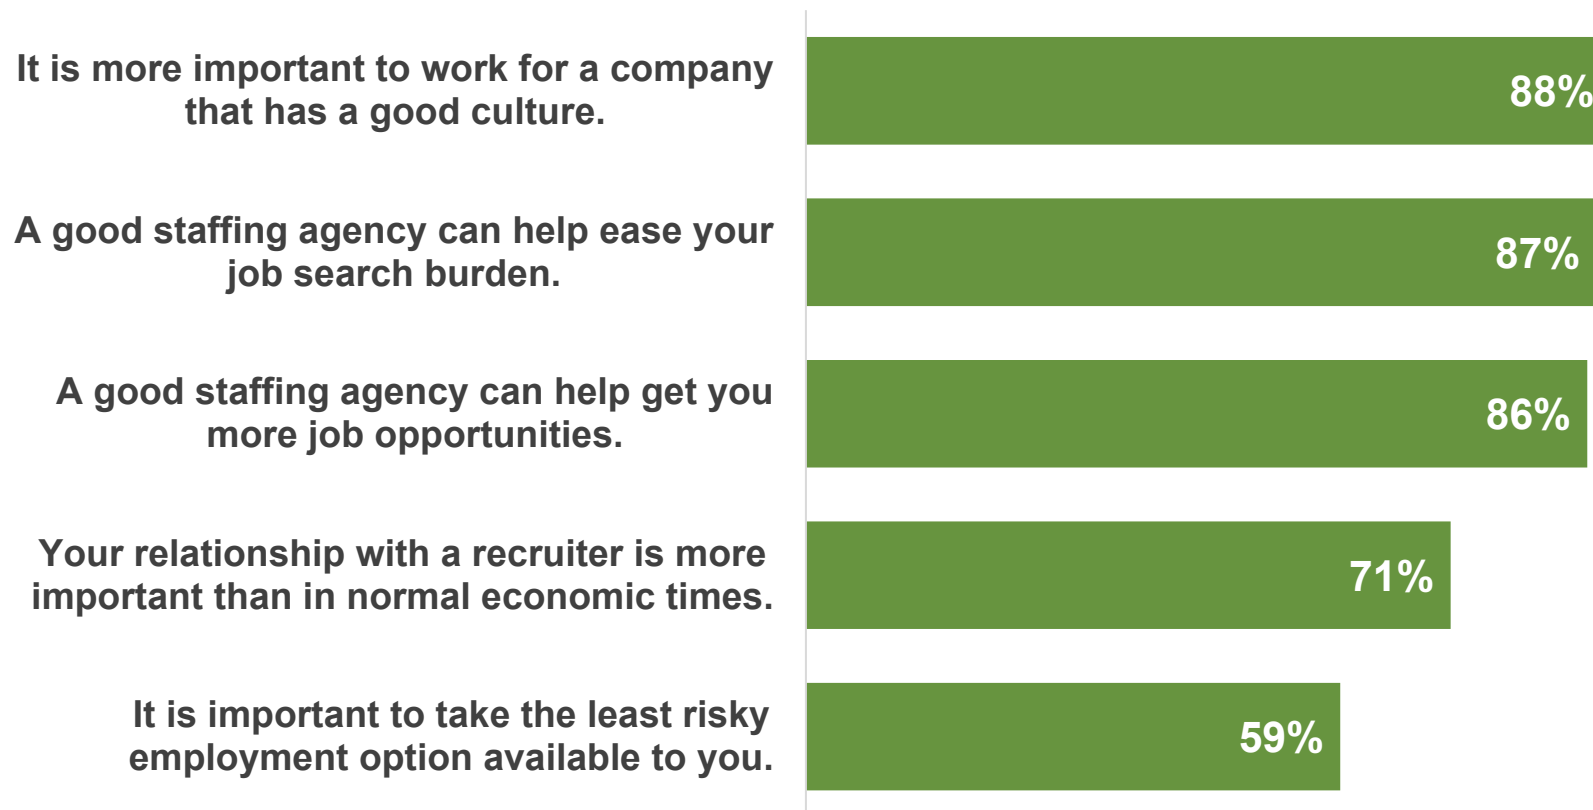 It is more important to work for a company
that has a good culture.
88%
A good staffing agency can help ease your
job search burden.
87%
A good staffing agency can help get you
more job opportunities.
86%
Your relationship with a recruiter is more
important than in normal economic times.
71%
It is important to take the least risky
employment option available to you.
59%